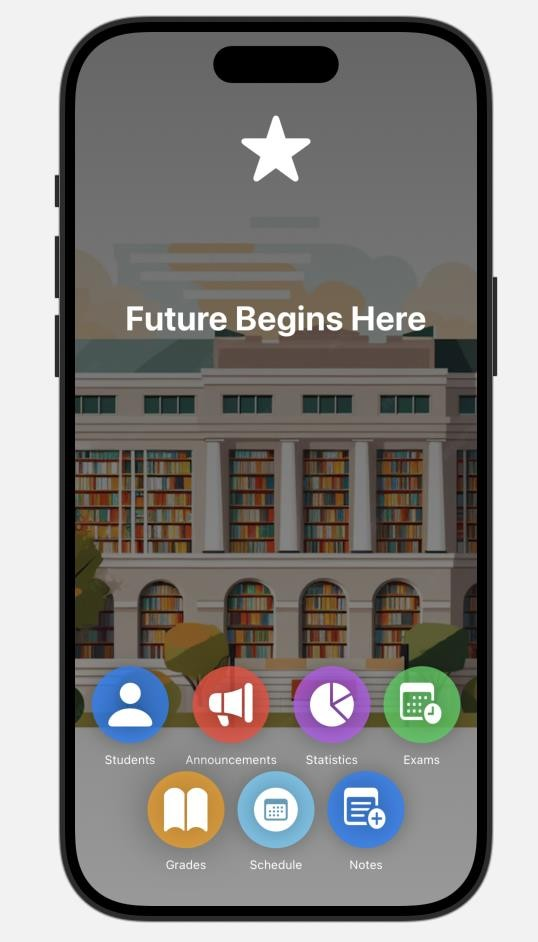 Future Begins Here
Students Announcements Statistics Exams
Grades Schedule Notes